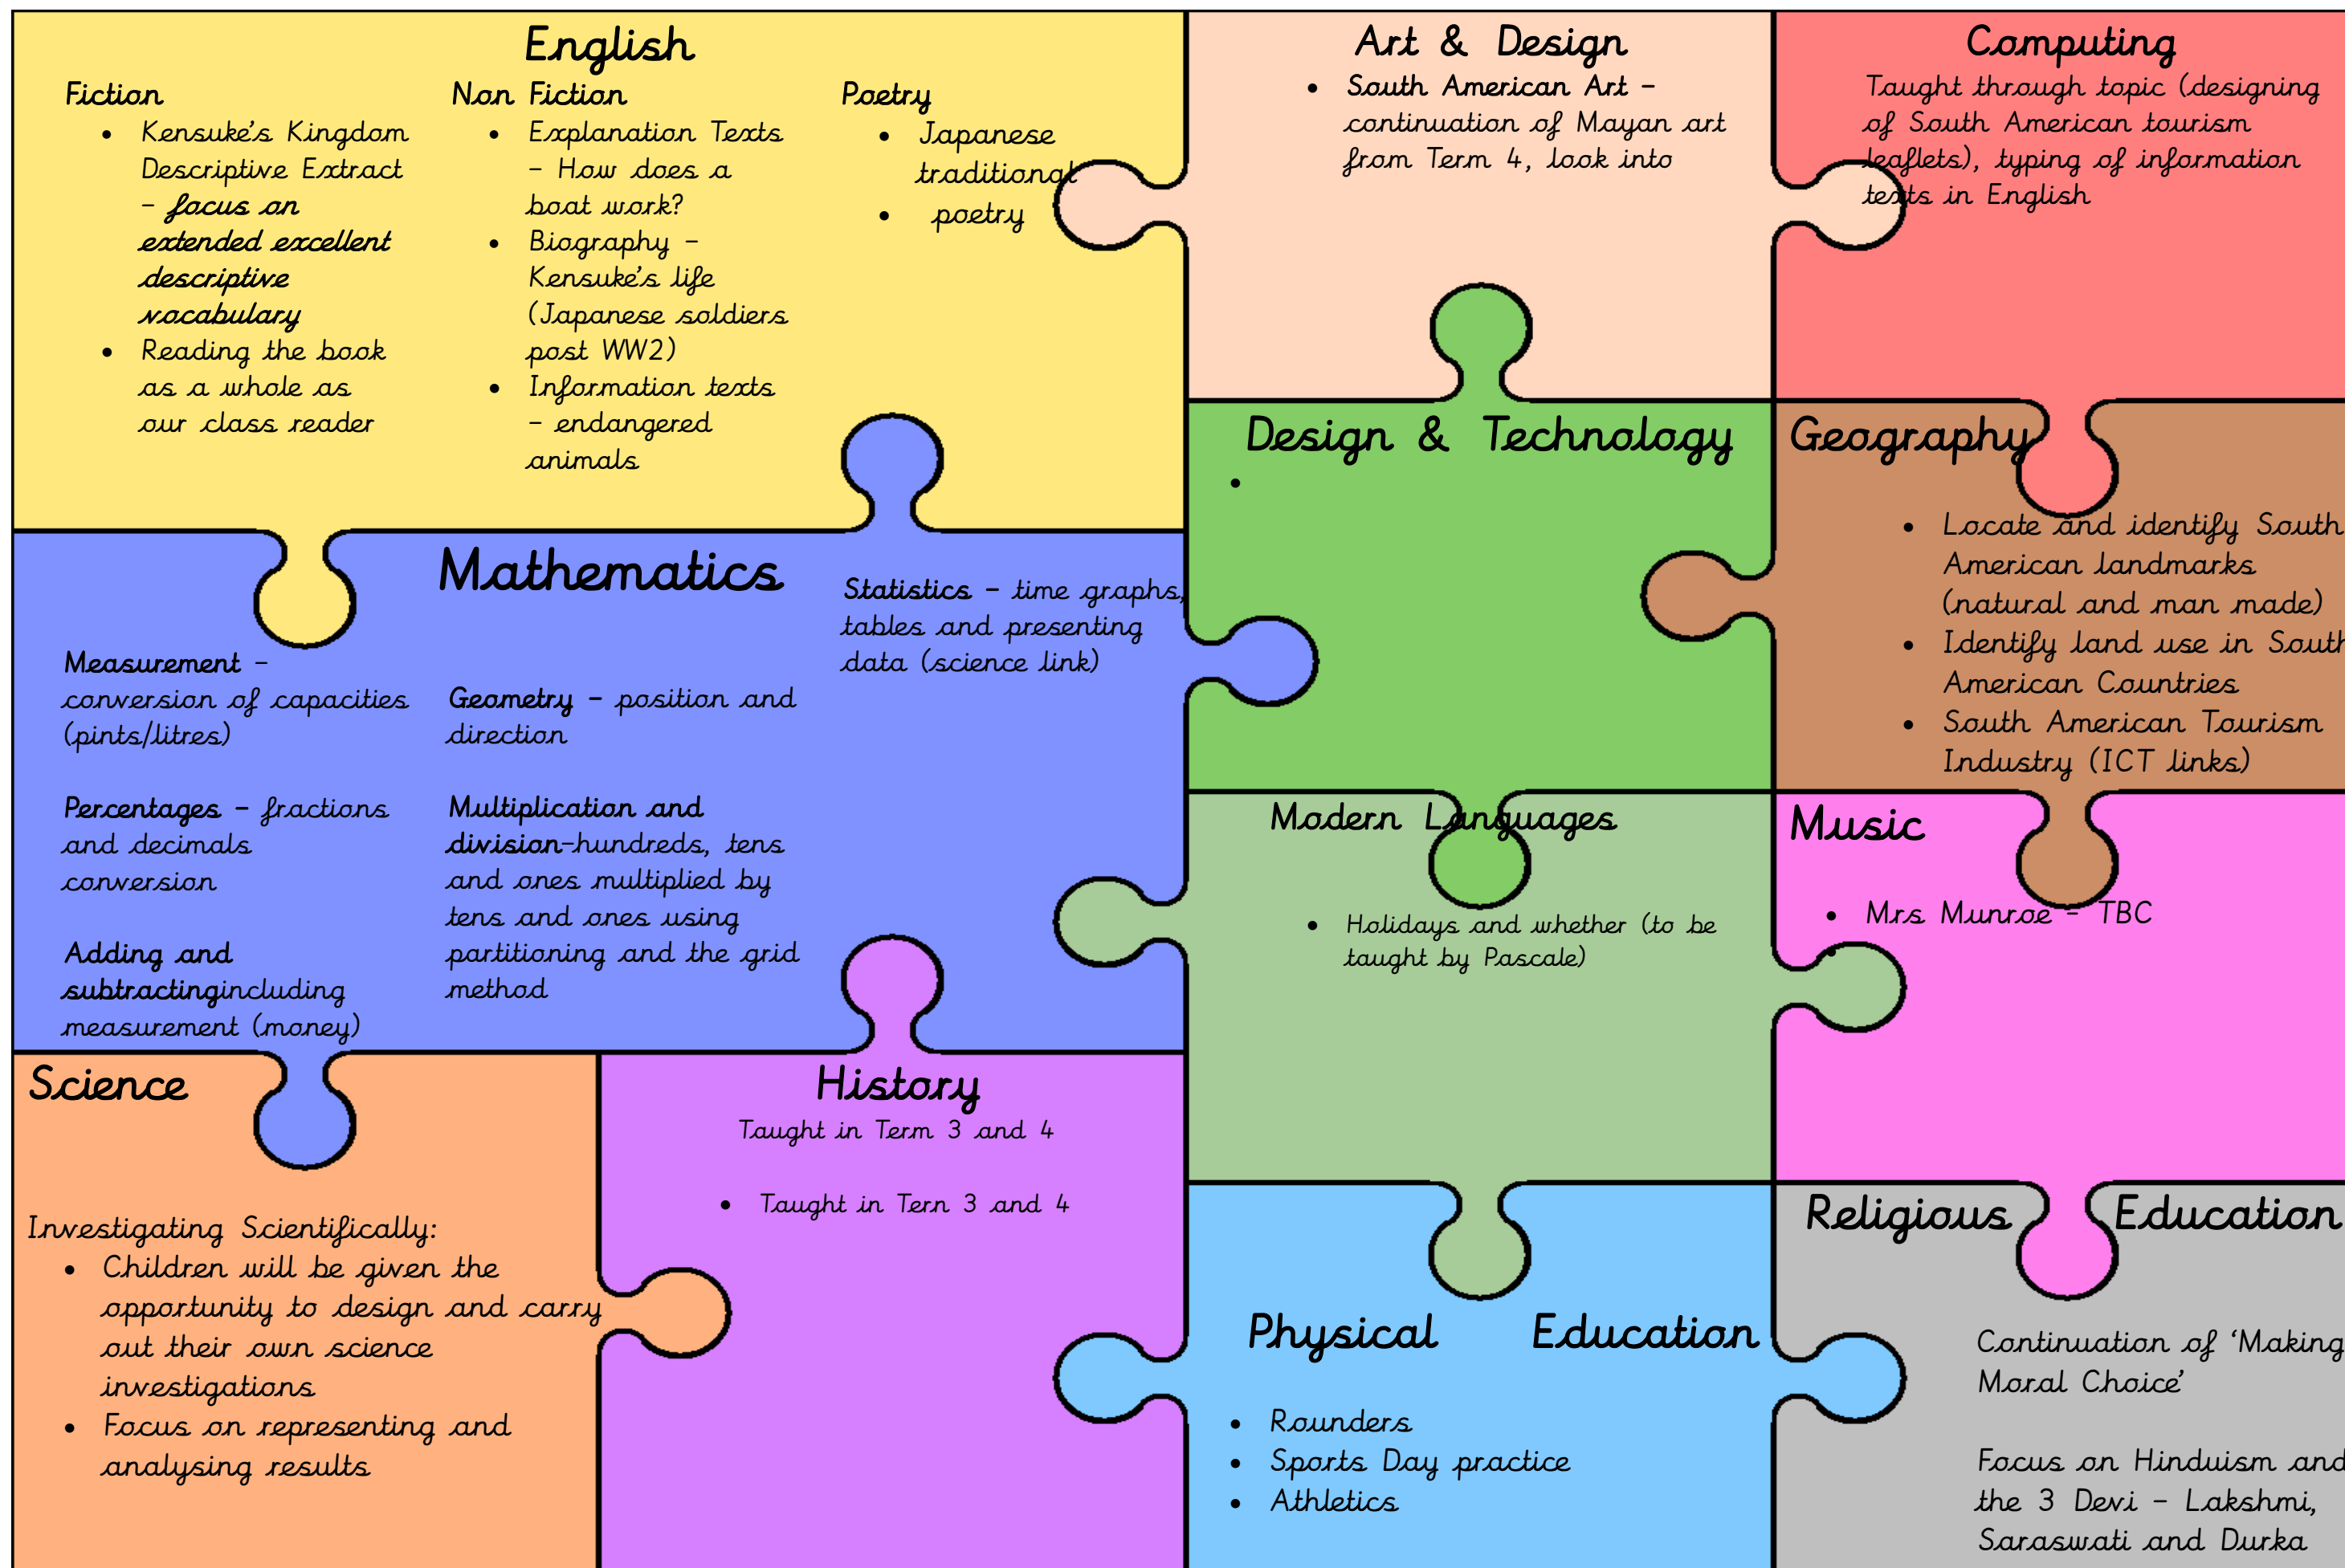 English
Fiction
• Kensuke's Kingdom
Descriptive Extract
- focus on
extended excellent
descriptive
vocabulary
• Reading the book
as a whole as
our class reader
Non Fiction
• Explanation Texts
- How does a
boat work?
• Biography -
Kensuke's life
(Japanese soldiers
post WW2)
• Information texts
- endangered
animals
Poetry
• Japanese
traditional
• poetry
Art & Design
• South American Art -
continuation of Mayan art
from Term 4, look into
Computing
Taught through topic (designing
of South American tourism
leaflets), typing of information
texts in English
Mathematics
Measurement -
conversion of capacities
(pints/litres)
Percentages - fractions
and decimals
conversion
Adding and
subtractingincluding
measurement (money)
Geometry - position and
direction
Multiplication and
division-hundreds, tens
and ones multiplied by
tens and ones using
partitioning and the grid
method
Statistics - time graphs,
tables and presenting
data (science link)
Design & Technology
•
Geography
• Locate and identify South
American landmarks
(natural and man made)
• Identify land use in South
American Countries
• South American Tourism
Industry (ICT links)
Modern Languages
• Holidays and whether (to be
taught by Pascale)
Music
• Mrs Munroe - TBC
•
Science
Investigating Scientifically:
• Children will be given the
opportunity to design and carry
out their own science
investigations
• Focus on representing and
analysing results
History
Taught in Term 3 and 4
• Taught in Tern 3 and 4
Physical Education
• Rounders
• Sports Day practice
• Athletics
Religious Education
Continuation of 'Making
Moral Choice'
Focus on Hinduism and
the 3 Devi - Lakshmi,
Saraswati and Durka